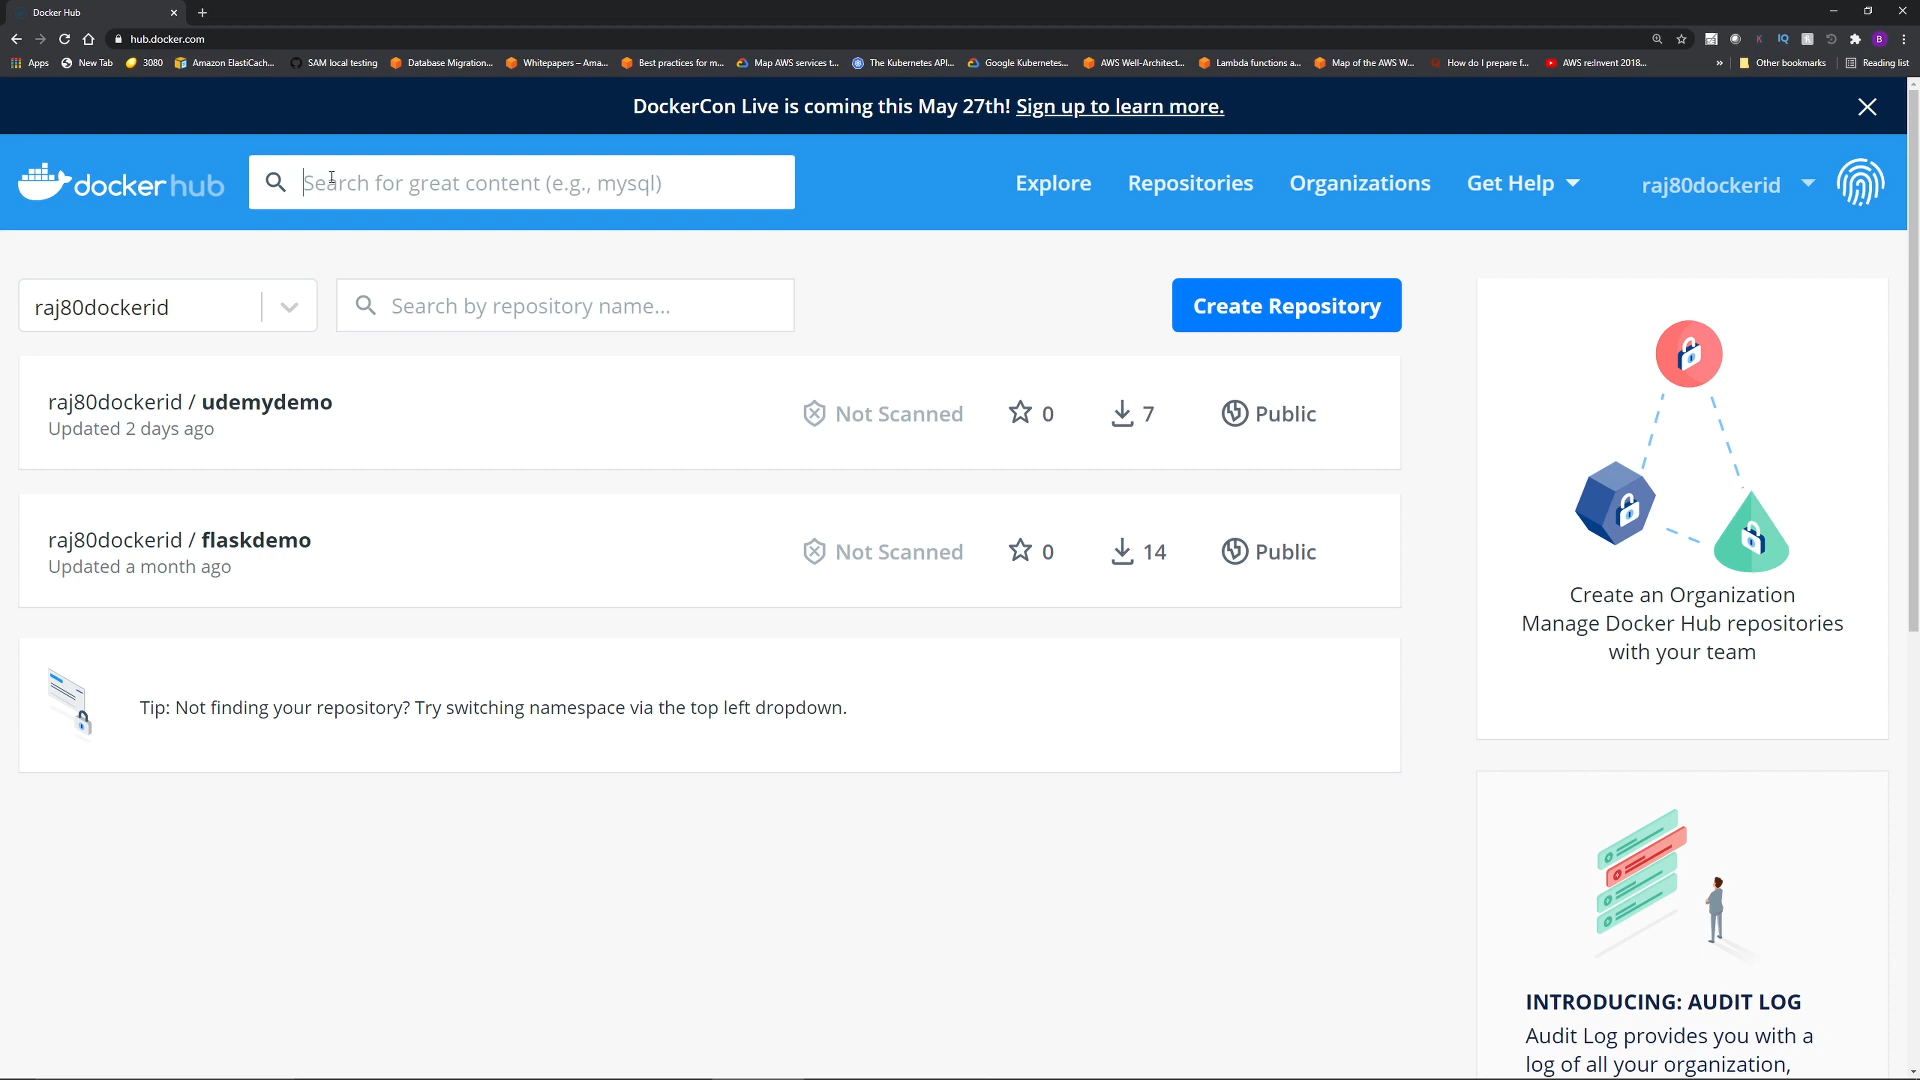 Docker Hub
hub.docker.com
Apps New Tab 3080 Amazon ElastiCach... SAM local testing Database Migration... Whitepapers – Ama... Best practices for m... Map AWS services t... The Kubernetes API... Google Kubernetes... AWS Well-Architect... Lambda functions a... Map of the AWS W... How do I prepare f... AWS re:Invent 2018... » Other bookmarks Reading list
DockerCon Live is coming this May 27th! Sign up to learn more.
docker hub
Search for great content (e.g., mysql)
Explore Repositories Organizations Get Help raj80dockerid
raj80dockerid
Search by repository name...
Create Repository
raj80dockerid / udemydemo
Updated 2 days ago
Not Scanned 0 7 Public
raj80dockerid / flaskdemo
Updated a month ago
Not Scanned 0 14 Public
Tip: Not finding your repository? Try switching namespace via the top left dropdown.
Create an Organization
Manage Docker Hub repositories
with your team
INTRODUCING: AUDIT LOG
Audit Log provides you with a
log of all your organization,